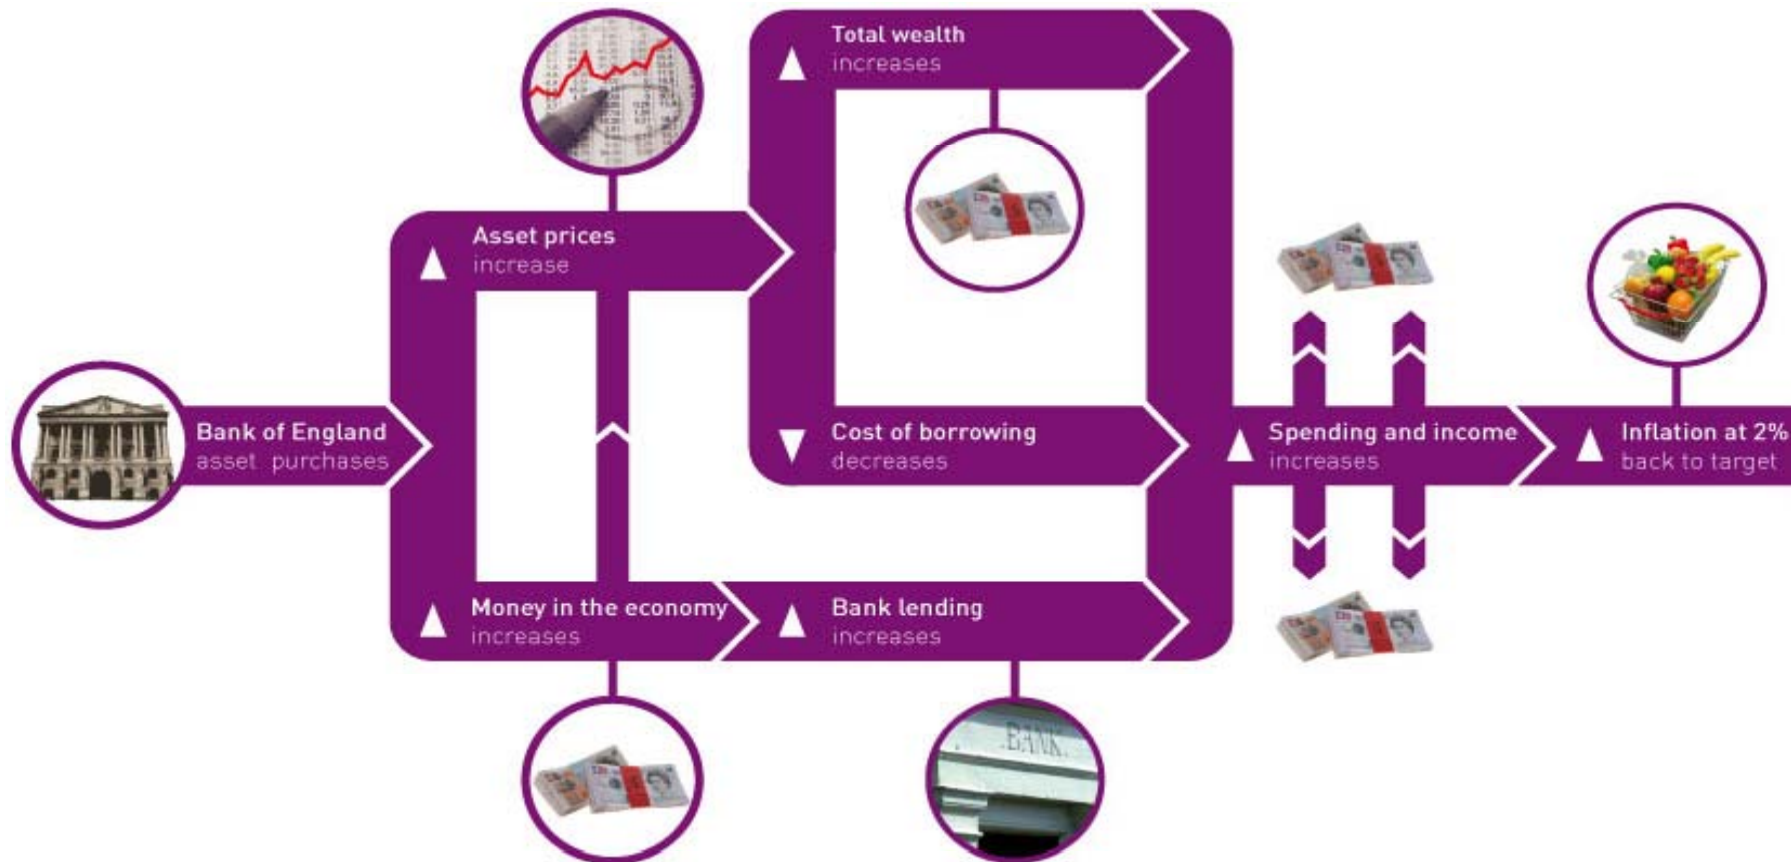 Total wealth
increases
Asset prices
increase
Bank of England
asset purchases
Cost of borrowing
decreases
Spending and income
increases
Inflation at 2%
back to target
Money in the economy
increases
Bank lending
increases
BANK